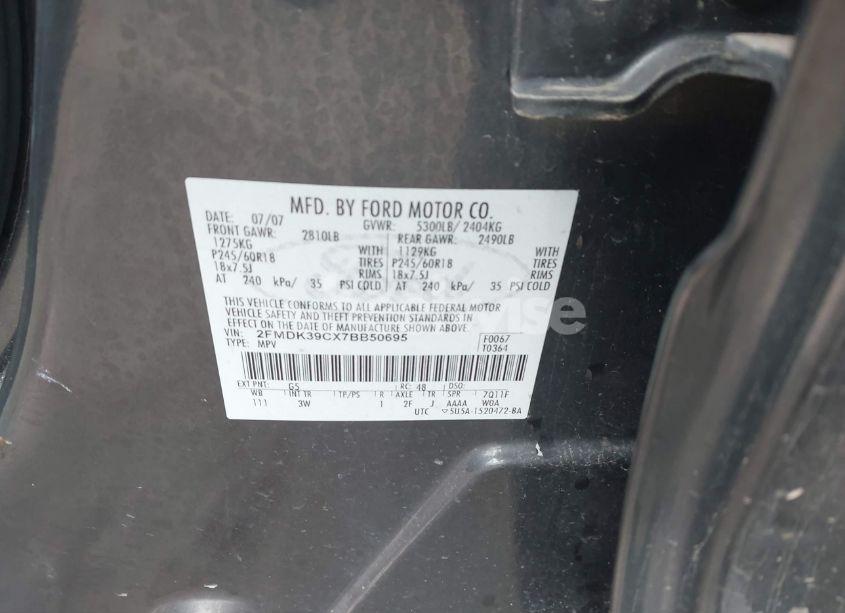 MFD. BY FORD MOTOR CO.
DATE: 07/07 GVWR: 5300LB/ 2404KG
FRONT GAWR: 2810LB REAR GAWR: 2490LB
1275KG WITH 1129KG WITH
P245/60R18 TIRES P245/60R18 TIRES
18x7.5J RIMS 18x7.5J RIMS
AT 240 kPa/ 35 PSI COLD AT 240 kPa/ 35 PSI COLD
THIS VEHICLE CONFORMS TO ALL APPLICABLE FEDERAL MOTOR
VEHICLE SAFETY AND THEFT PREVENTION STANDARDS IN
EFFECT ON THE DATE OF MANUFACTURE SHOWN ABOVE.
VIN: 2FMDK39CX7BB50695 F0067
TYPE: MPV T0364
EXT PNT: G5 RC: 48 DSO:
WB INT TR TP/PS R AXLE TR SPR 7Q11F
111 3W 1 2F J AAAA W0A
UTC ▽5U5A-1520472-BA